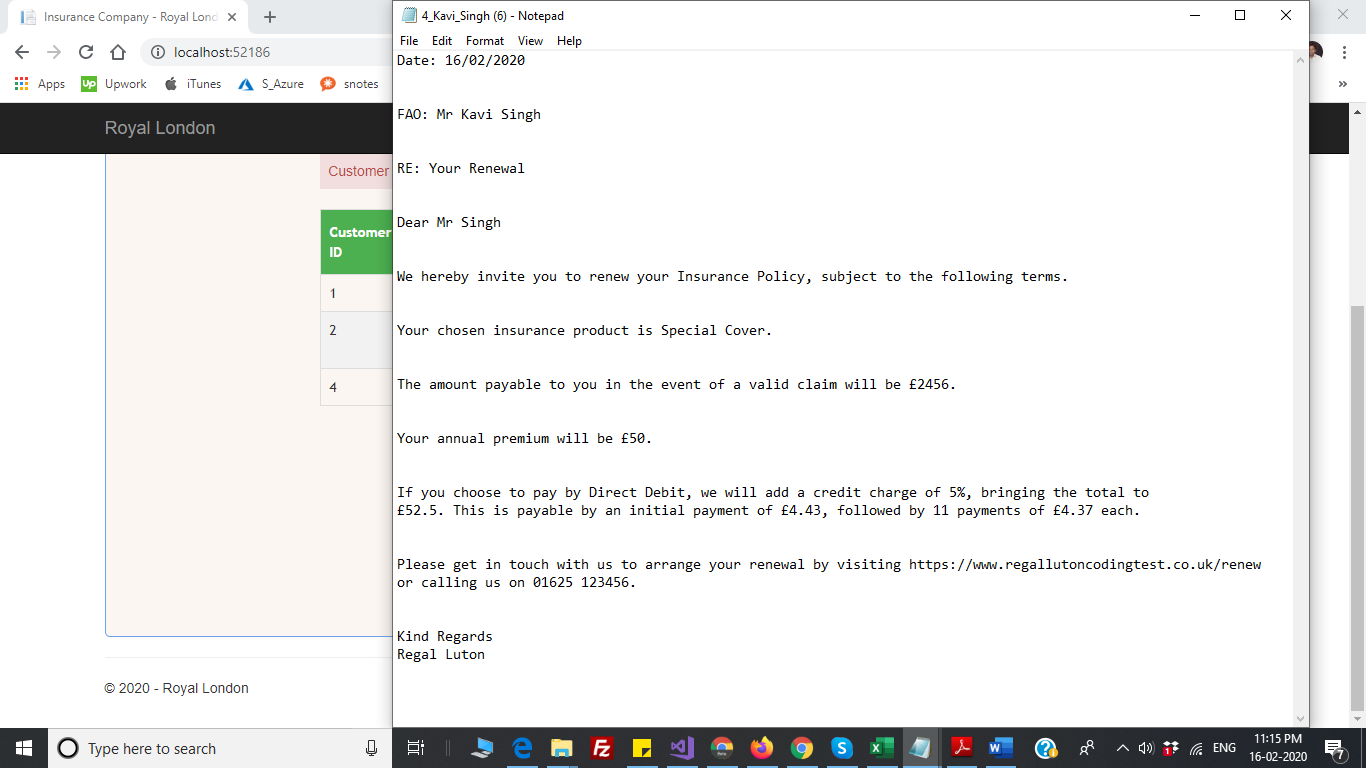 Insurance Company - Royal Lond
localhost:52186
Apps
Up Upwork
iTunes
S_Azure
snotes
»
Royal London
Customer
Customer
ID
1
2
4
© 2020 - Royal London
4_Kavi_Singh (6) - Notepad
File Edit Format View Help
Date: 16/02/2020
FAO: Mr Kavi Singh
RE: Your Renewal
Dear Mr Singh
We hereby invite you to renew your Insurance Policy, subject to the following terms.
Your chosen insurance product is Special Cover.
The amount payable to you in the event of a valid claim will be £2456.
Your annual premium will be £50.
If you choose to pay by Direct Debit, we will add a credit charge of 5%, bringing the total to
£52.5. This is payable by an initial payment of £4.43, followed by 11 payments of £4.37 each.
Please get in touch with us to arrange your renewal by visiting https://www.regallutoncodingtest.co.uk/renew
or calling us on 01625 123456.
Kind Regards
Regal Luton
Type here to search
ENG
11:15 PM
16-02-2020
7